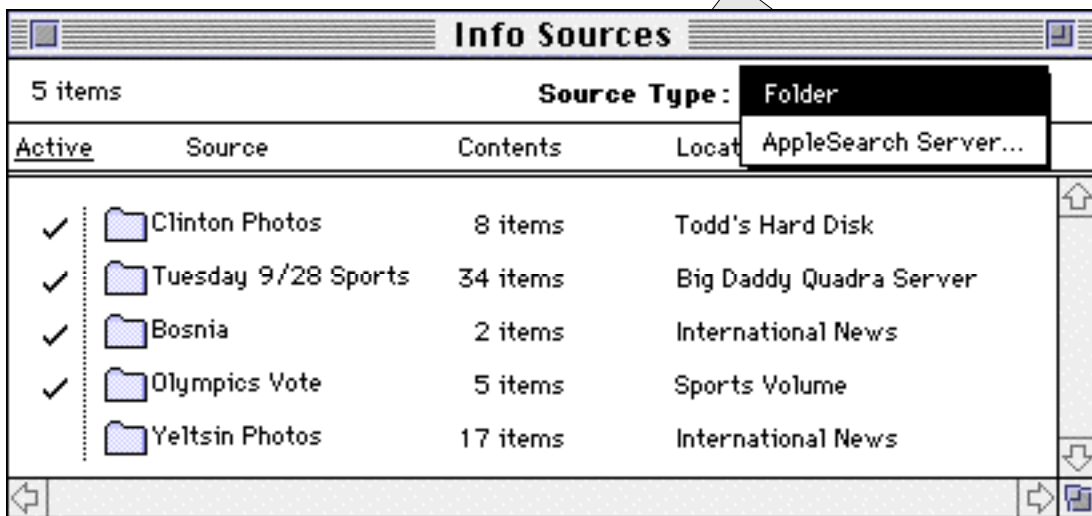 Info Sources
5 items Source Type: Folder
AppleSearch Server...
Active Source Contents Locat
Clinton Photos 8 items Todd's Hard Disk
Tuesday 9/28 Sports 34 items Big Daddy Quadra Server
Bosnia 2 items International News
Olympics Vote 5 items Sports Volume
Yeltsin Photos 17 items International News